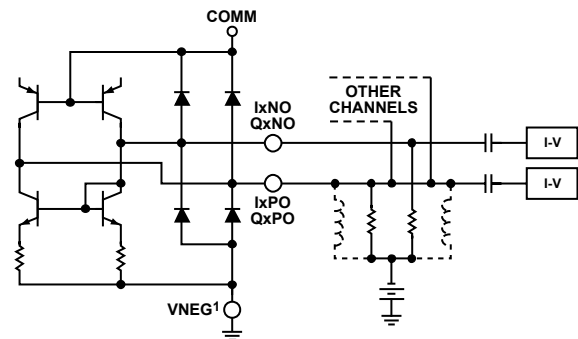 COMM
OTHER
CHANNELS
IxNO
QxNO
I-V
I-V
IxPO
QxPO
VNEG1